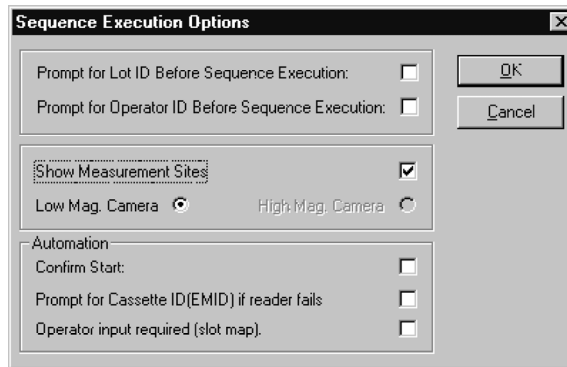 Sequence Execution Options
Prompt for Lot ID Before Sequence Execution:
Prompt for Operator ID Before Sequence Execution:
OK
Cancel
Show Measurement Sites
Low Mag. Camera High Mag. Camera
Automation
Confirm Start:
Prompt for Cassette ID(EMID) if reader fails
Operator input required (slot map).